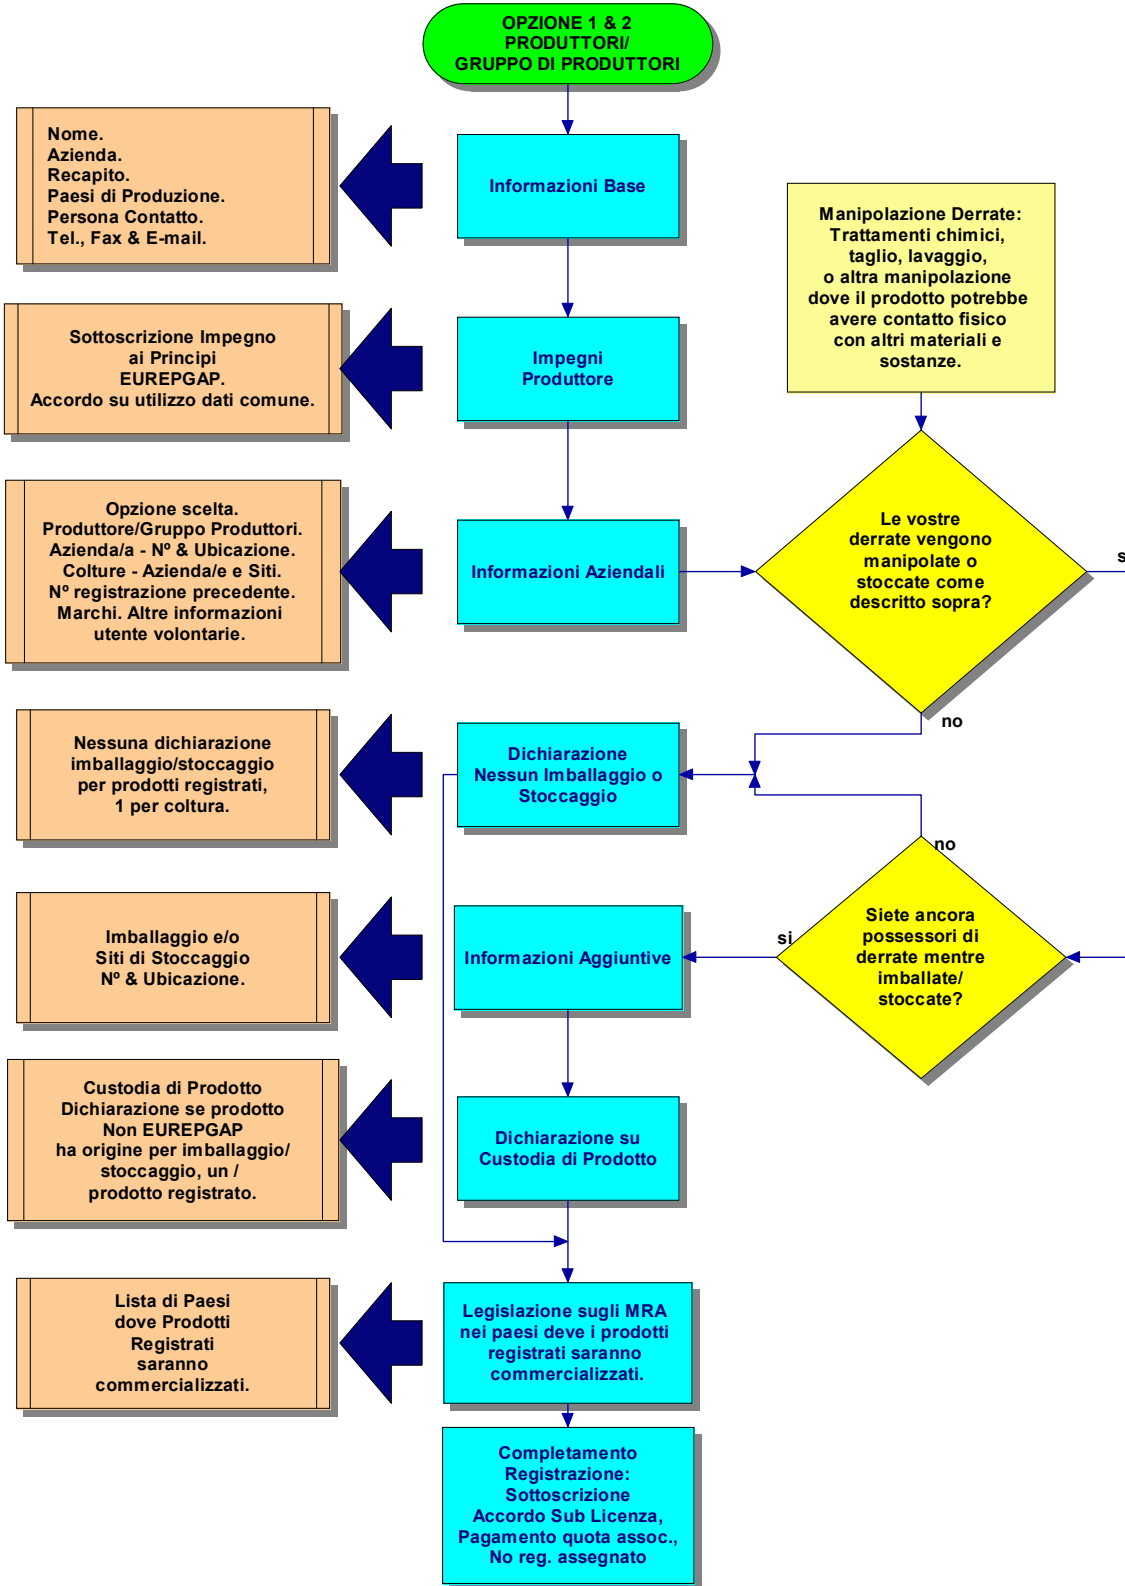 OPZIONE 1 & 2
PRODUTTORI/
GRUPPO DI PRODUTTORI
Nome.
Azienda.
Recapito.
Paesi di Produzione.
Persona Contatto.
Tel., Fax & E-mail.
Informazioni Base
Manipolazione Derrate:
Trattamenti chimici,
taglio, lavaggio,
o altra manipolazione
dove il prodotto potrebbe
avere contatto fisico
con altri materiali e
sostanze.
Sottoscrizione Impegno
ai Principi
EUREPGAP.
Accordo su utilizzo dati comune.
Impegni
Produttore
Opzione scelta.
Produttore/Gruppo Produttori.
Azienda/a - Nº & Ubicazione.
Colture - Azienda/e e Siti.
Nº registrazione precedente.
Marchi. Altre informazioni
utente volontarie.
Informazioni Aziendali
Le vostre
derrate vengono
manipolate o
stoccate come
descritto sopra?
s
no
Nessuna dichiarazione
imballaggio/stoccaggio
per prodotti registrati,
1 per coltura.
Dichiarazione
Nessun Imballaggio o
Stoccaggio
no
Imballaggio e/o
Siti di Stoccaggio
Nº & Ubicazione.
Informazioni Aggiuntive
si
Siete ancora
possessori di
derrate mentre
imballate/
stoccate?
Custodia di Prodotto
Dichiarazione se prodotto
Non EUREPGAP
ha origine per imballaggio/
stoccaggio, un /
prodotto registrato.
Dichiarazione su
Custodia di Prodotto
Lista di Paesi
dove Prodotti
Registrati
saranno
commercializzati.
Legislazione sugli MRA
nei paesi deve i prodotti
registrati saranno
commercializzati.
Completamento
Registrazione:
Sottoscrizione
Accordo Sub Licenza,
Pagamento quota assoc.,
No reg. assegnato